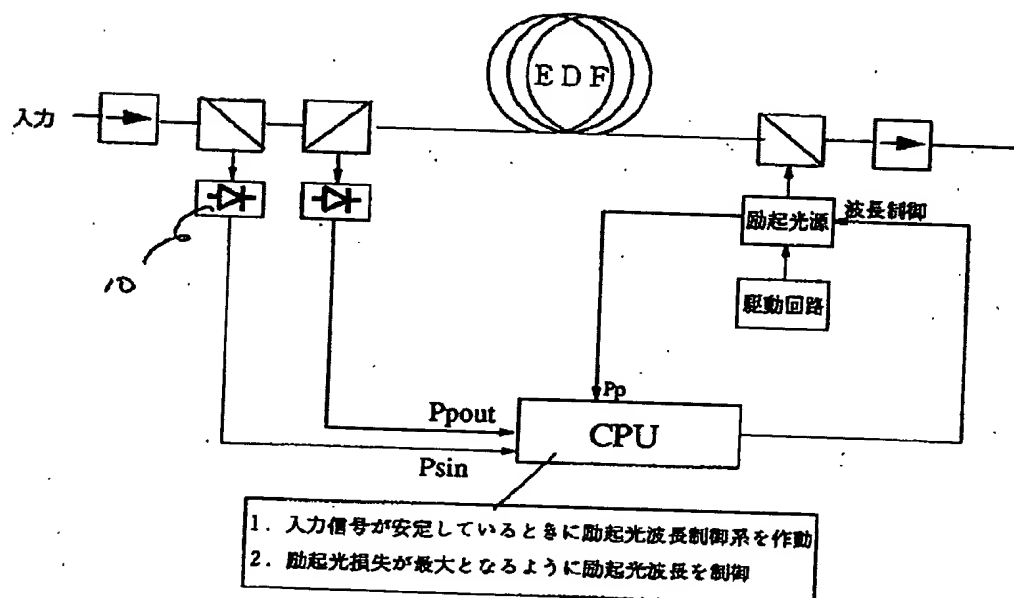 EDF
入力
励起光源
波長制御
10
駆動回路
Pp
Ppout
CPU
Psin
1. 入力信号が安定しているときに励起光波長制御系を作動
2. 励起光損失が最大となるように励起光波長を制御